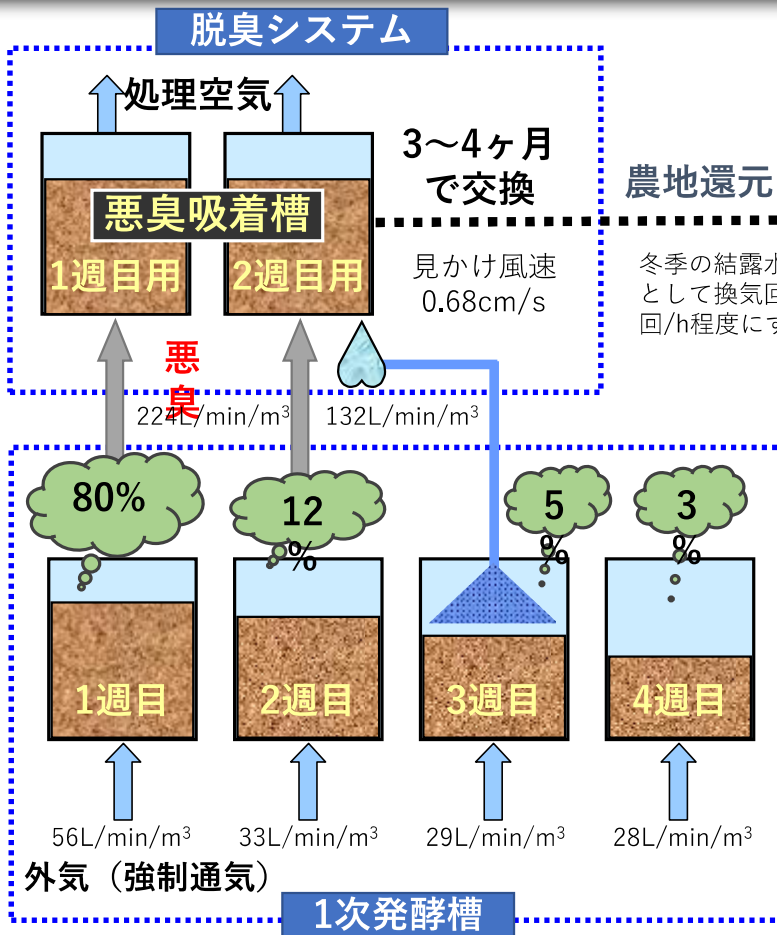 脱臭システム
処理空気
3～4ヶ月
で交換
農地還元
悪臭吸着槽
1週目用
2週目用
見かけ風速
0.68cm/s
冬季の結露水
として換気回
回/h程度にす
悪
臭
224L/min/m³
132L/min/m³
80%
12
%
5
%
3
%
1週目
2週目
3週目
4週目
56L/min/m³
33L/min/m³
29L/min/m³
28L/min/m³
外気（強制通気）
1次発酵槽